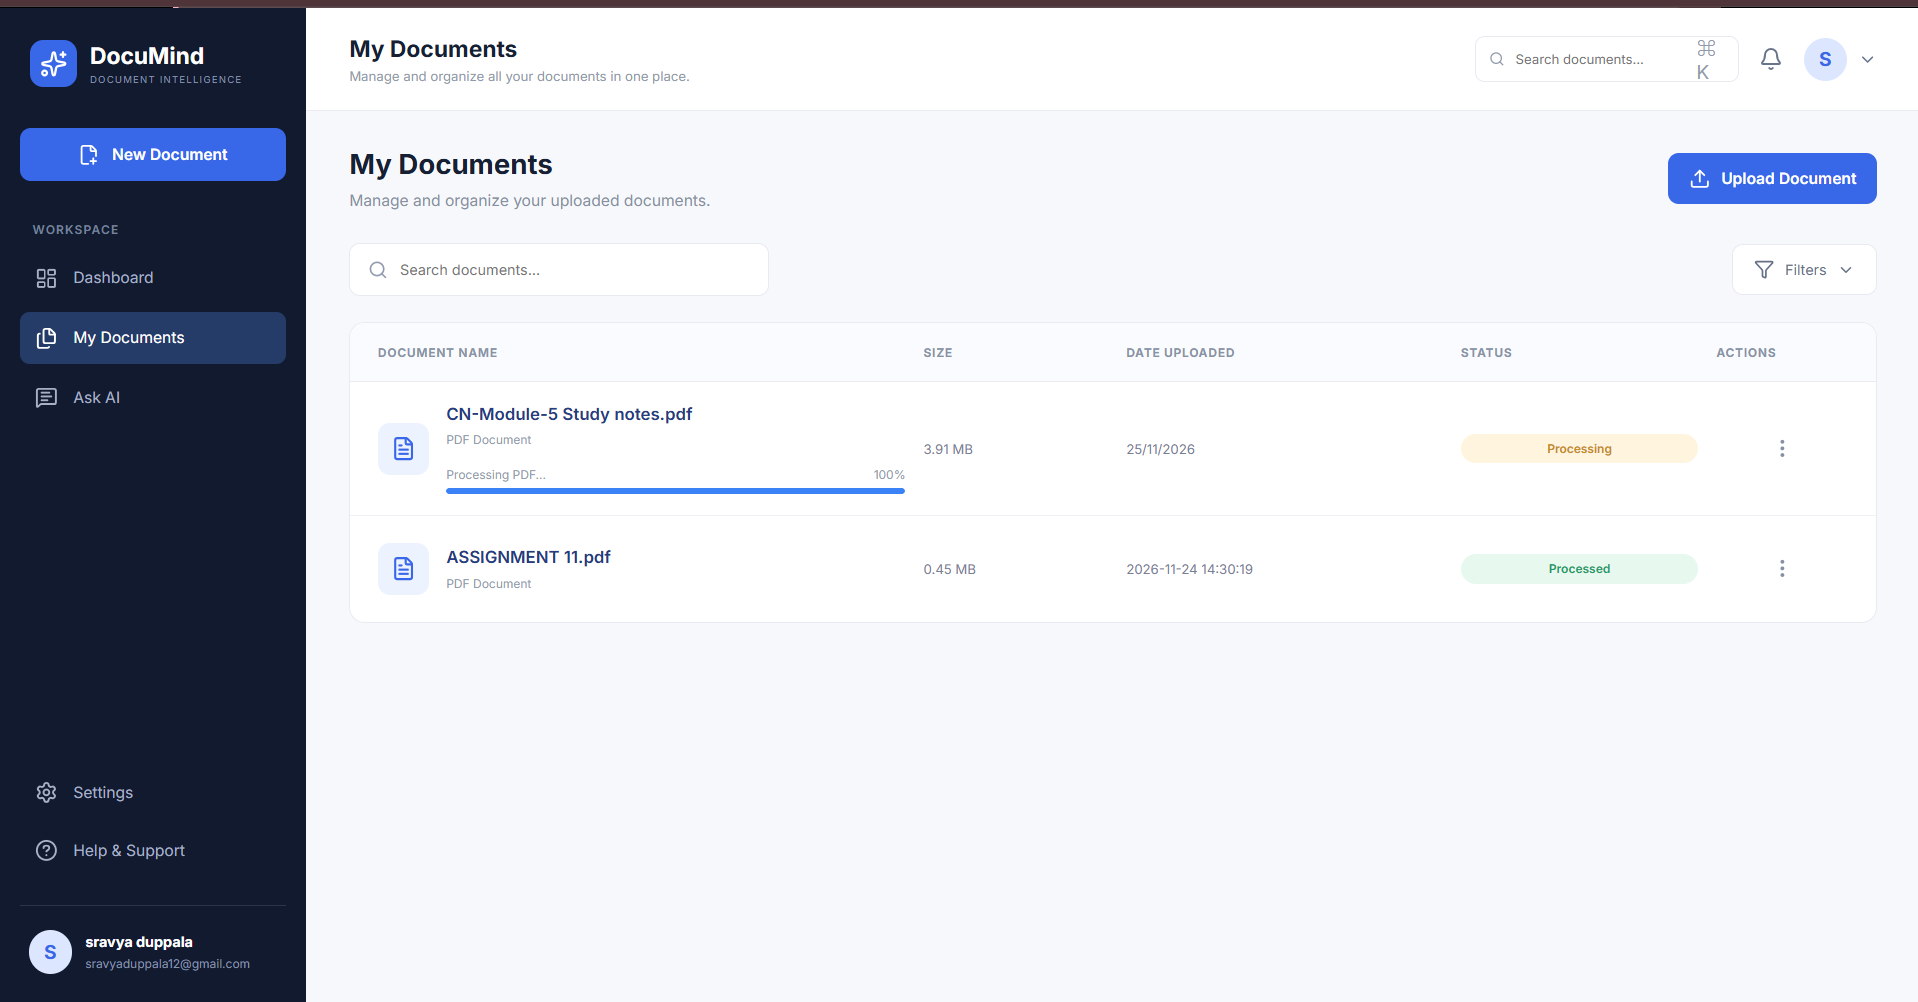 DocuMind
DOCUMENT INTELLIGENCE
New Document
WORKSPACE
Dashboard
My Documents
Ask AI
Settings
Help & Support
S
sravya duppala
sravyaduppala12@gmail.com
My Documents
Manage and organize all your documents in one place.
Search documents...
⌘
K
S
My Documents
Manage and organize your uploaded documents.
Upload Document
Search documents...
Filters
DOCUMENT NAME SIZE DATE UPLOADED STATUS ACTIONS
CN-Module-5 Study notes.pdf
PDF Document
Processing PDF... 100%
3.91 MB 25/11/2026 Processing
ASSIGNMENT 11.pdf
PDF Document
0.45 MB 2026-11-24 14:30:19 Processed